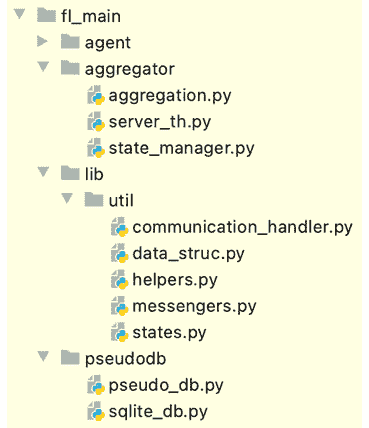 fl_main
agent
aggregator
aggregation.py
server_th.py
state_manager.py
lib
util
communication_handler.py
data_struc.py
helpers.py
messengers.py
states.py
pseudodb
pseudo_db.py
sqlite_db.py